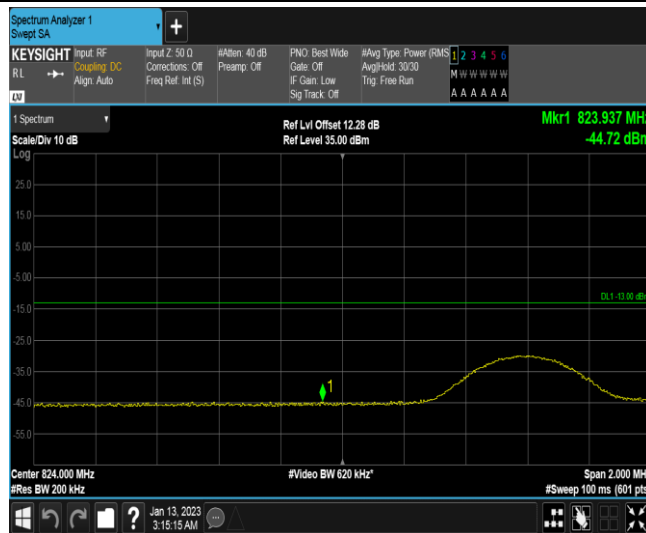 Spectrum Analyzer 1
Swept SA
+
KEYSIGHT
RL
LXI
Input: RF
Coupling: DC
Align: Auto
Input Z: 50 Ω
Corrections: Off
Freq Ref: Int (S)
#Atten: 40 dB
Preamp: Off
PNO: Best Wide
Gate: Off
IF Gain: Low
Sig Track: Off
#Avg Type: Power (RMS
Avg|Hold: 30/30
Trig: Free Run
1 2 3 4 5 6
M W W W W W
A A A A A A
1 Spectrum
Scale/Div 10 dB
Ref Lvl Offset 12.28 dB
Ref Level 35.00 dBm
Mkr1 823.937 MHz
-44.72 dBm
Log
25.0
15.0
5.00
-5.00
DL1 -13.00 dBm
-15.0
-25.0
-35.0
1
-45.0
-55.0
Center 824.000 MHz
#Video BW 620 kHz*
Span 2.000 MHz
#Res BW 200 kHz
#Sweep 100 ms (601 pts
?
Jan 13, 2023
3:15:15 AM